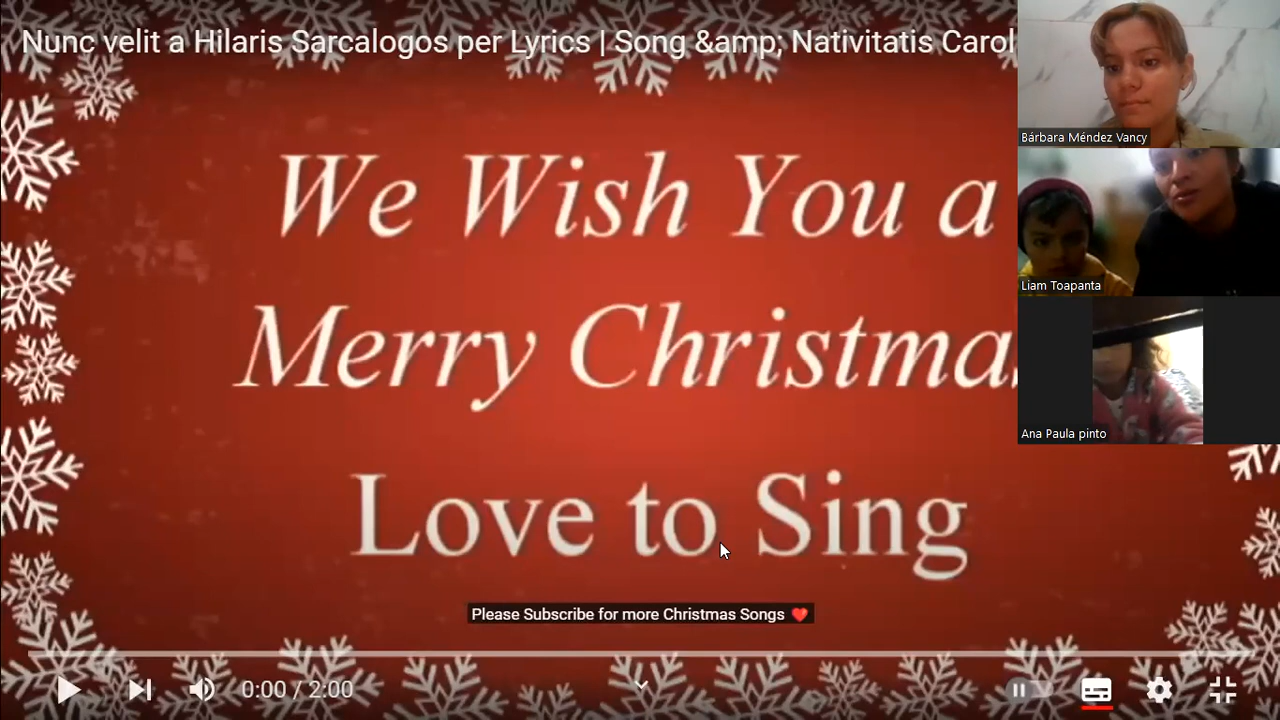 Nunc velit a Hilaris Sarcalogos per Lyrics | Song &amp; Nativitatis Carol
We Wish You a
Merry Christmas
Love to Sing
Please Subscribe for more Christmas Songs ❤
0:00 / 2:00
Bárbara Méndez Vancy
Liam Toapanta
Ana Paula pinto